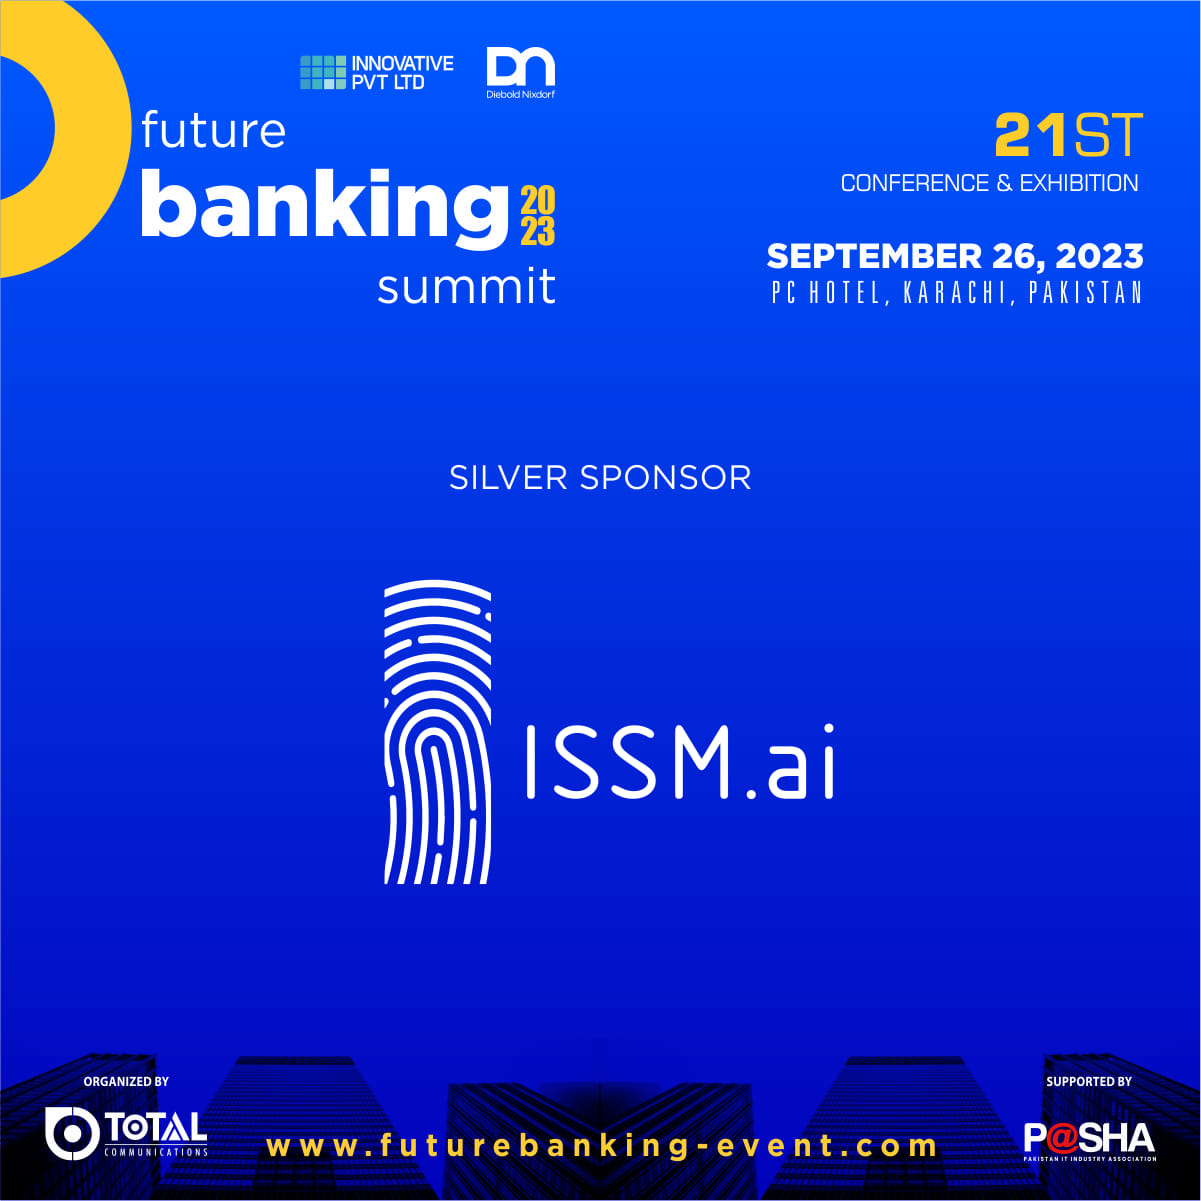 INNOVATIVE
PVT LTD
DN
Diebold Nixdorf
future
banking
20
23
summit
21ST
CONFERENCE & EXHIBITION
SEPTEMBER 26, 2023
PC HOTEL, KARACHI, PAKISTAN
SILVER SPONSOR
ISSM.ai
ORGANIZED BY
TOTAL
COMMUNICATIONS
www.futurebanking-event.com
SUPPORTED BY
P@SHA
PAKISTAN IT INDUSTRY ASSOCIATION